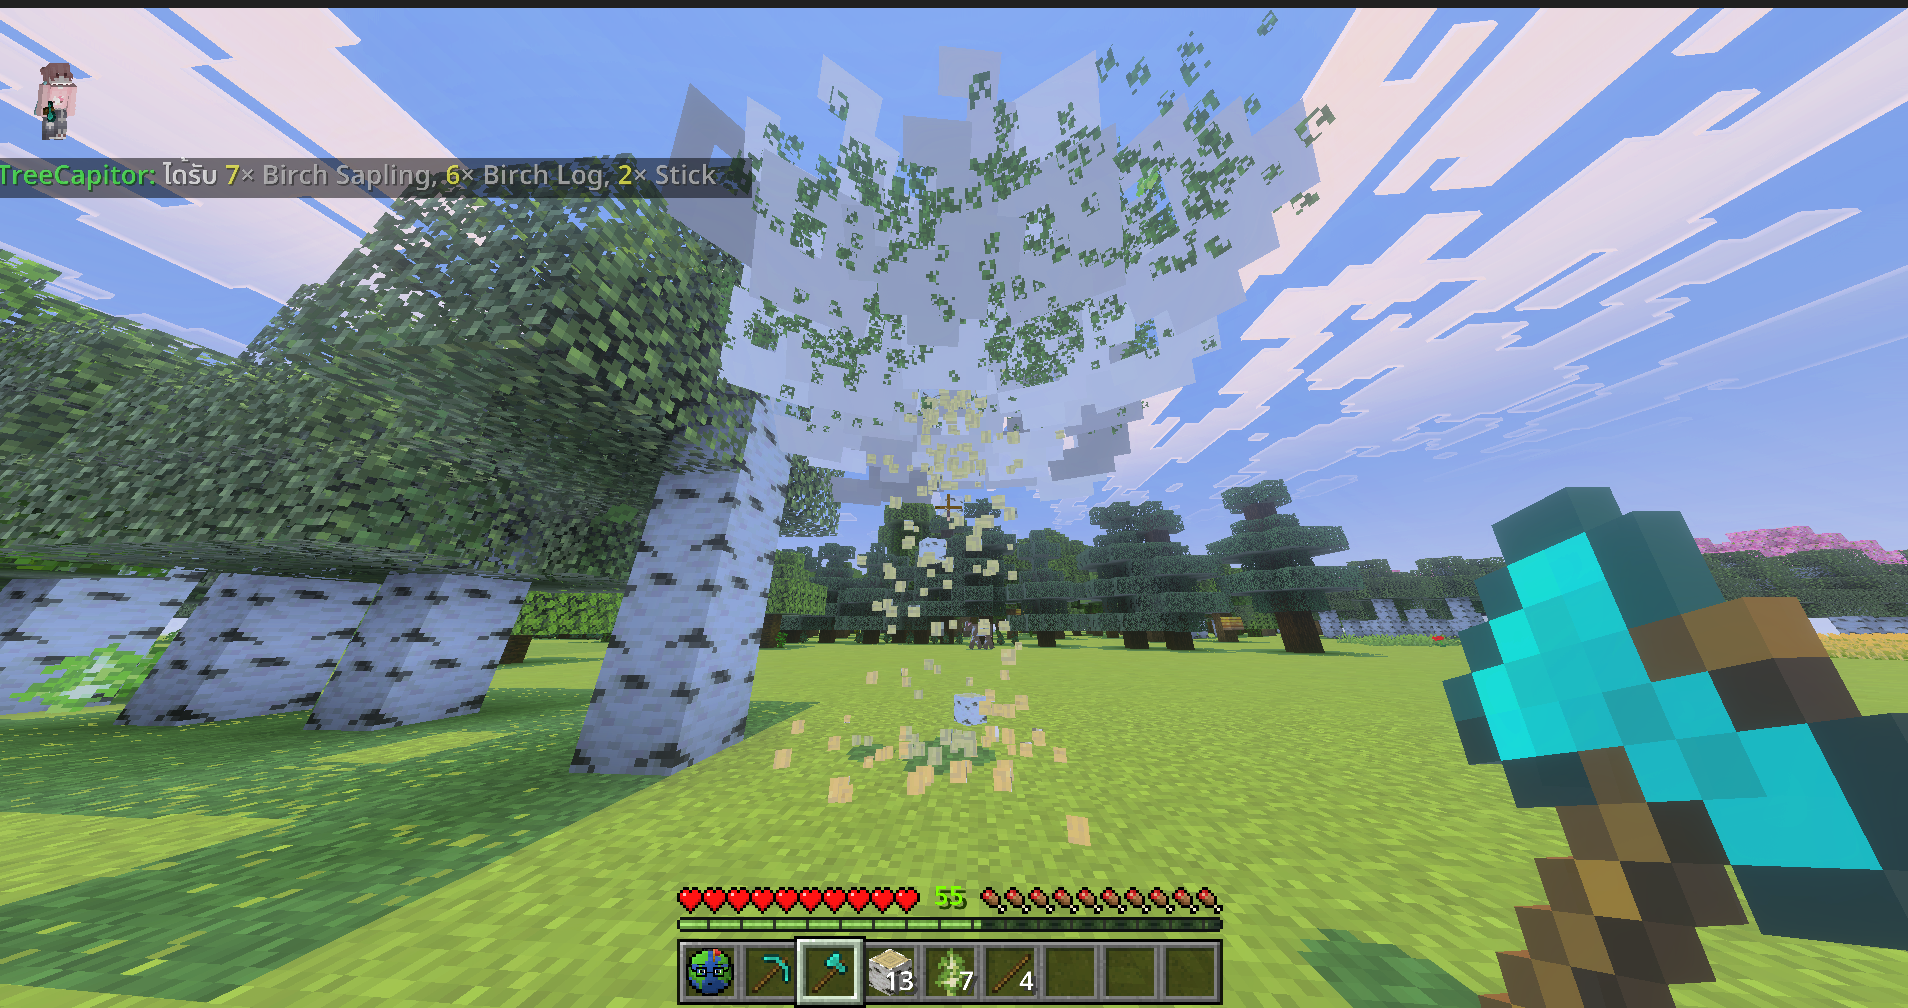 TreeCapitor: ได้รับ 7× Birch Sapling, 6× Birch Log, 2× Stick
55
13 7 4